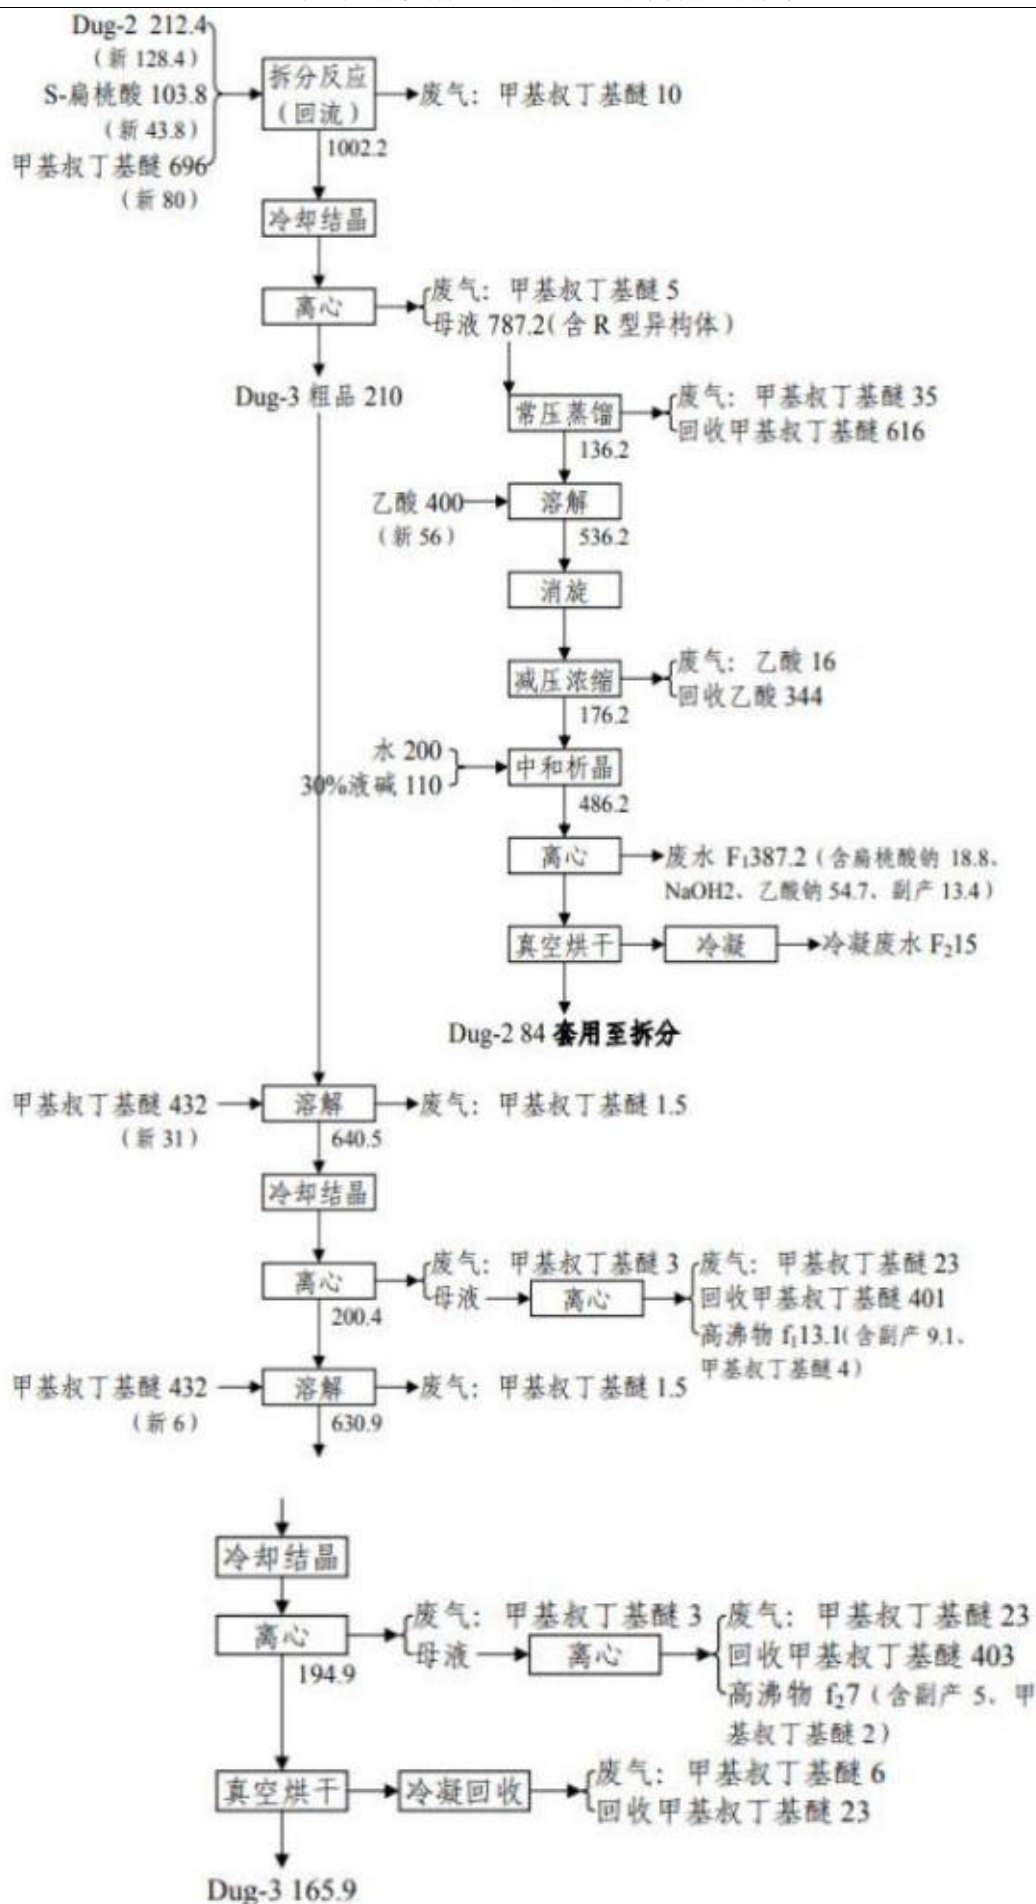 Dug-2 212.4
（新 128.4）
S-扁桃酸 103.8
（新 43.8）
甲基叔丁基醚 696
（新 80）
拆分反应
（回流）
废气：甲基叔丁基醚 10
1002.2
冷却结晶
离心
废气：甲基叔丁基醚 5
母液 787.2（含 R 型异构体）
Dug-3 粗品 210
常压蒸馏
废气：甲基叔丁基醚 35
回收甲基叔丁基醚 616
136.2
乙酸 400
（新 56）
溶解
536.2
消旋
减压浓缩
废气：乙酸 16
回收乙酸 344
176.2
水 200
30%液碱 110
中和析晶
486.2
离心
废水 F₁387.2（含扁桃酸钠 18.8、
NaOH2、乙酸钠 54.7、副产 13.4）
真空烘干
冷凝
冷凝废水 F₂15
Dug-2 84 套用至拆分
甲基叔丁基醚 432
（新 31）
溶解
废气：甲基叔丁基醚 1.5
640.5
冷却结晶
离心
废气：甲基叔丁基醚 3
母液
离心
废气：甲基叔丁基醚 23
回收甲基叔丁基醚 401
高沸物 f₁13.1(含副产 9.1、
甲基叔丁基醚 4）
200.4
甲基叔丁基醚 432
（新 6）
溶解
废气：甲基叔丁基醚 1.5
630.9
冷却结晶
离心
废气：甲基叔丁基醚 3
母液
离心
废气：甲基叔丁基醚 23
回收甲基叔丁基醚 403
高沸物 f₂7（含副产 5、甲
基叔丁基醚 2）
194.9
真空烘干
冷凝回收
废气：甲基叔丁基醚 6
回收甲基叔丁基醚 23
Dug-3 165.9